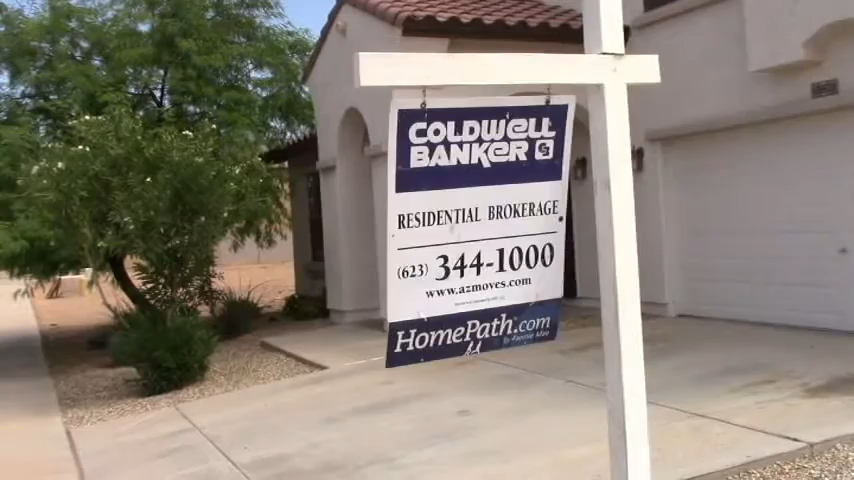 COLDWELL
BANKER
RESIDENTIAL BROKERAGE
(623) 344-1000
www.azmoves.com
HomePath.com